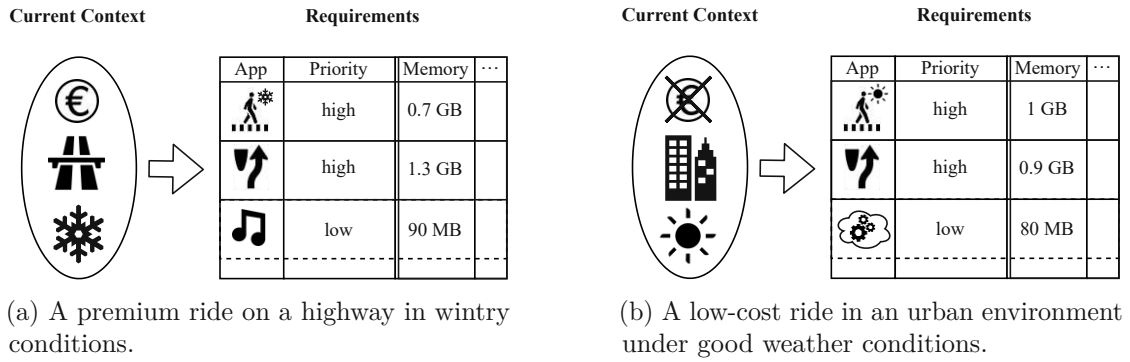 Current Context
Requirements
App Priority Memory ...
€
high 0.7 GB
high 1.3 GB
low 90 MB
(a) A premium ride on a highway in wintry
conditions.
Current Context
Requirements
App Priority Memory ...
€
high 1 GB
high 0.9 GB
low 80 MB
(b) A low-cost ride in an urban environment
under good weather conditions.